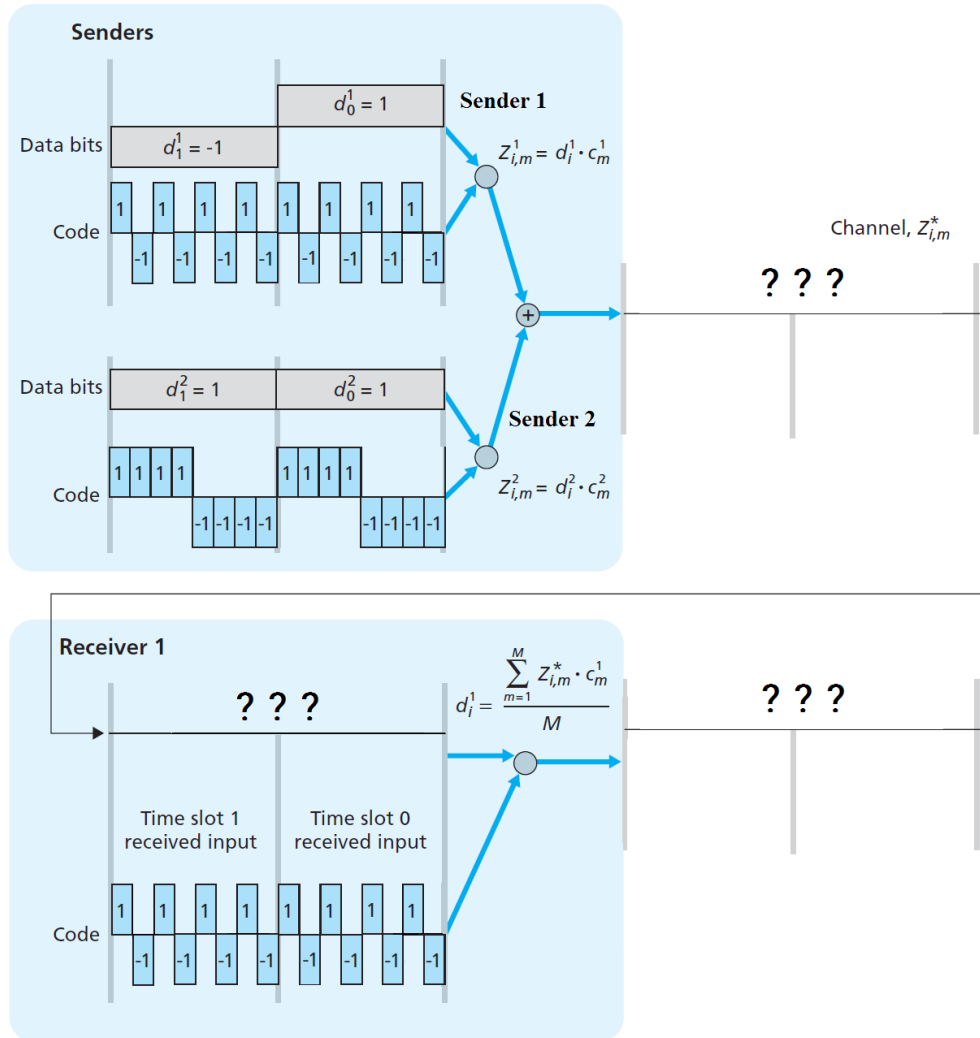 Senders
d₀¹ = 1
Sender 1
Data bits
d₁¹ = -1
Z¹ᵢ,ₘ = dᵢ¹ · cₘ¹
1 1 1 1 1 1 1 1
Code
-1 -1 -1 -1 -1 -1 -1 -1
Channel, Z*ᵢ,ₘ
? ? ?
+
Data bits
d₁² = 1
d₀² = 1
Sender 2
1 1 1 1 1 1 1 1
Code
-1 -1 -1 -1 -1 -1 -1 -1
Z²ᵢ,ₘ = dᵢ² · cₘ²
Receiver 1
? ? ?
dᵢ¹ = ∑ₘ₌₁ᴹ Z*ᵢ,ₘ · cₘ¹ / M
? ? ?
Time slot 1
received input
Time slot 0
received input
1 1 1 1 1 1 1 1
Code
-1 -1 -1 -1 -1 -1 -1 -1